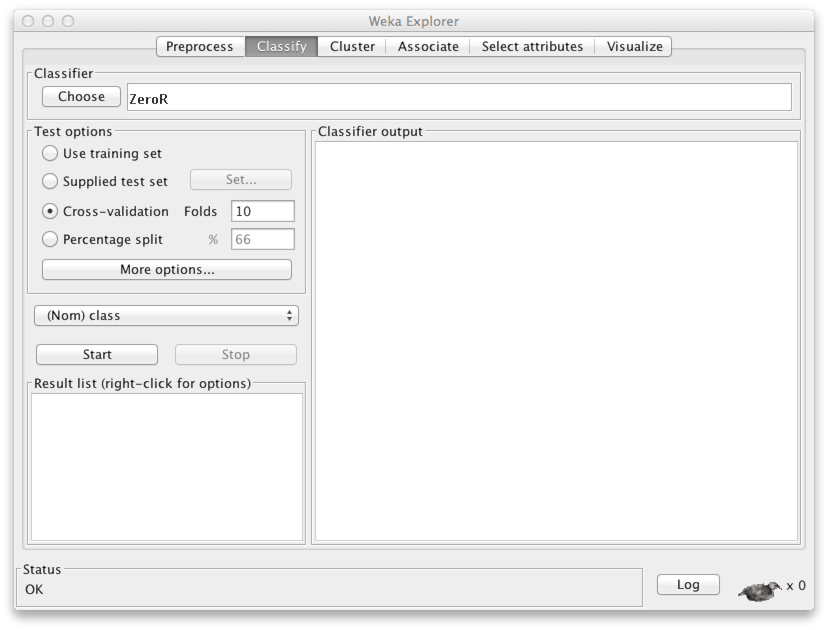 Weka Explorer
Preprocess Classify Cluster Associate Select attributes Visualize
Classifier
Choose ZeroR
Test options
Use training set
Supplied test set Set...
Cross-validation Folds 10
Percentage split % 66
More options...
(Nom) class
Start Stop
Result list (right-click for options)
Classifier output
Status
OK
Log x 0